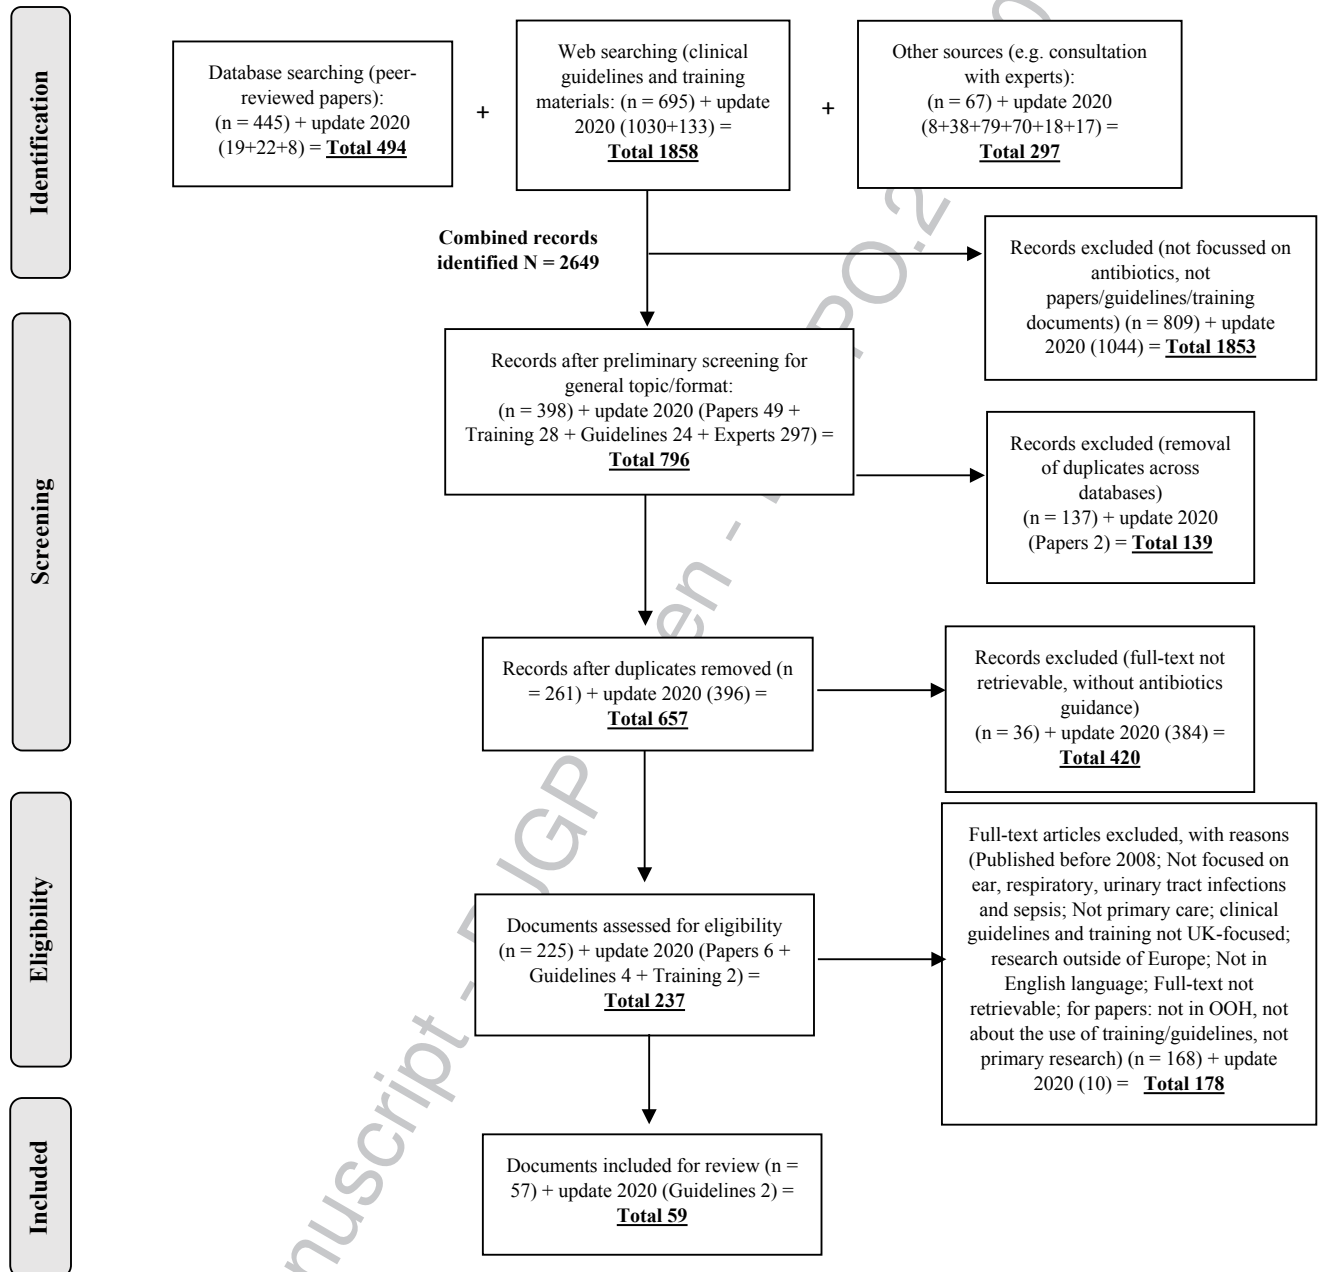 Identification
Database searching (peer-
reviewed papers):
(n = 445) + update 2020
(19+22+8) = Total 494
+
Web searching (clinical
guidelines and training
materials: (n = 695) + update
2020 (1030+133) =
Total 1858
+
Other sources (e.g. consultation
with experts):
(n = 67) + update 2020
(8+38+79+70+18+17) =
Total 297
Combined records
identified N = 2649
Records excluded (not focussed on
antibiotics, not
papers/guidelines/training
documents) (n = 809) + update
2020 (1044) = Total 1853
Screening
Records after preliminary screening for
general topic/format:
(n = 398) + update 2020 (Papers 49 +
Training 28 + Guidelines 24 + Experts 297) =
Total 796
Records excluded (removal
of duplicates across
databases)
(n = 137) + update 2020
(Papers 2) = Total 139
Records after duplicates removed (n
= 261) + update 2020 (396) =
Total 657
Records excluded (full-text not
retrievable, without antibiotics
guidance)
(n = 36) + update 2020 (384) =
Total 420
Eligibility
Documents assessed for eligibility
(n = 225) + update 2020 (Papers 6 +
Guidelines 4 + Training 2) =
Total 237
Full-text articles excluded, with reasons
(Published before 2008; Not focused on
ear, respiratory, urinary tract infections
and sepsis; Not primary care; clinical
guidelines and training not UK-focused;
research outside of Europe; Not in
English language; Full-text not
retrievable; for papers: not in OOH, not
about the use of training/guidelines, not
primary research) (n = 168) + update
2020 (10) = Total 178
Included
Documents included for review (n =
57) + update 2020 (Guidelines 2) =
Total 59